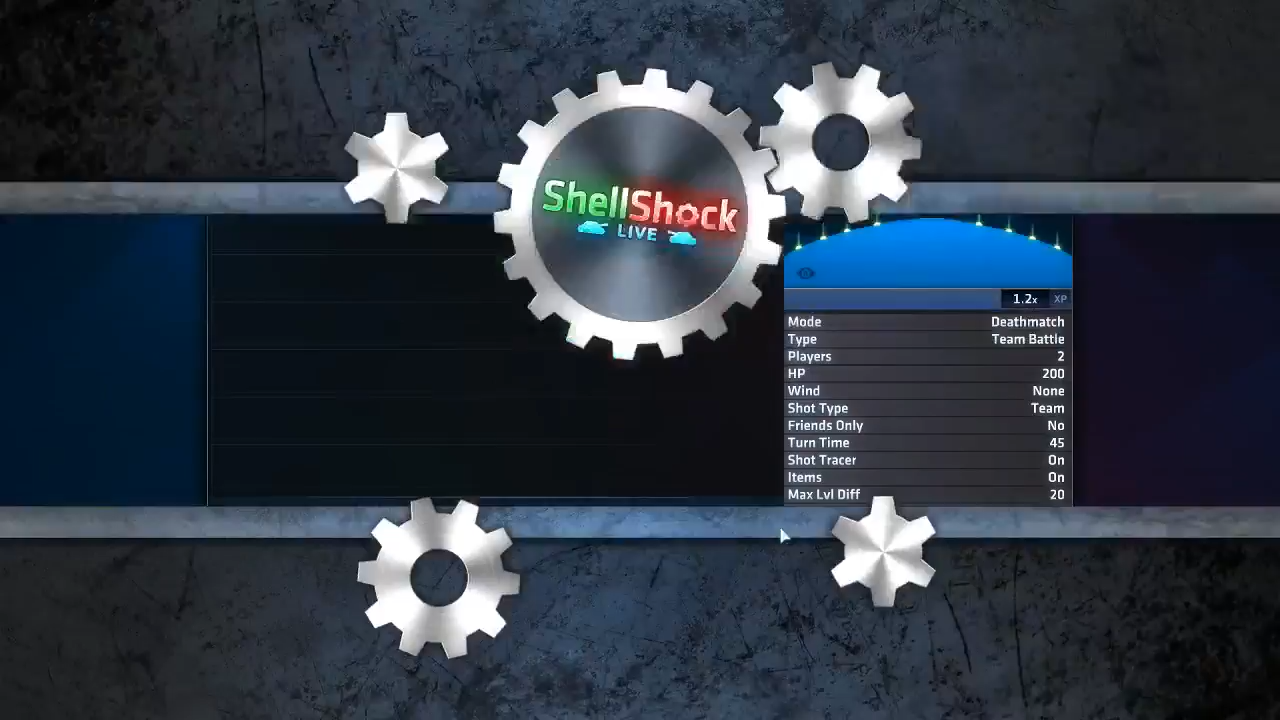 ShellShock
LIVE
1.2x XP
Mode Deathmatch
Type Team Battle
Players 2
HP 200
Wind None
Shot Type Team
Friends Only No
Turn Time 45
Shot Tracer On
Items On
Max Lvl Diff 20